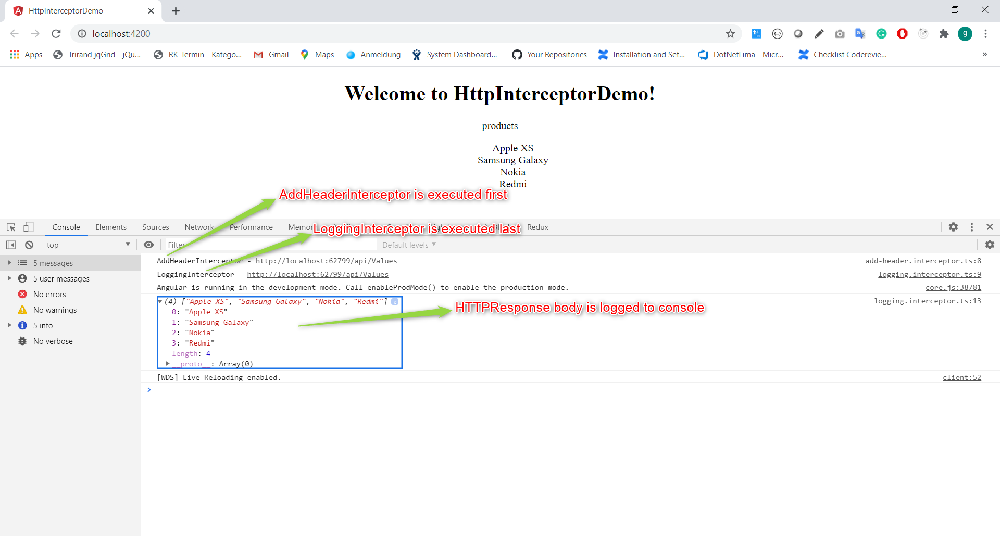 HttpInterceptorDemo
localhost:4200
g
Apps
Trirand jqGrid - jQu...
RK-Termin - Katego...
Gmail
Maps
Anmeldung
System Dashboard...
Your Repositories
Installation and Set...
DotNetLima - Micr...
Checklist Codereview...
»
Welcome to HttpInterceptorDemo!
products
Apple XS
Samsung Galaxy
Nokia
Redmi
AddHeaderInterceptor is executed first
Console Elements Sources Network Performance
LoggingInterceptor is executed last
Redux
top
Filter
Default levels
5 messages
5 user messages
No errors
No warnings
5 info
No verbose
AddHeaderInterceptor - http://localhost:62799/api/Values add-header.interceptor.ts:8
LoggingInterceptor - http://localhost:62799/api/Values logging.interceptor.ts:9
Angular is running in the development mode. Call enableProdMode() to enable the production mode. core.js:38781
(4) ["Apple XS", "Samsung Galaxy", "Nokia", "Redmi"] i logging.interceptor.ts:13
HTTPResponse body is logged to console
0: "Apple XS"
1: "Samsung Galaxy"
2: "Nokia"
3: "Redmi"
length: 4
__proto__: Array(0)
[WDS] Live Reloading enabled. client:52
>